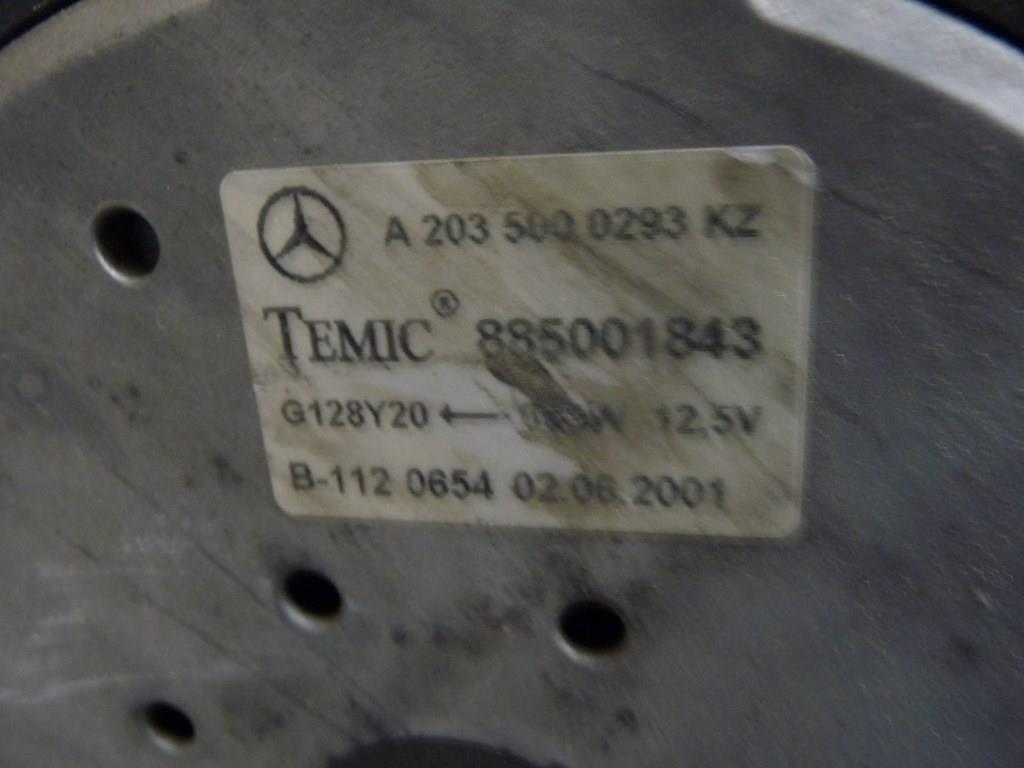 A 203 500 0293 KZ
TEMIC® 885001843
G128Y20 ← 12,5V
B-112 0654 02.06.2001